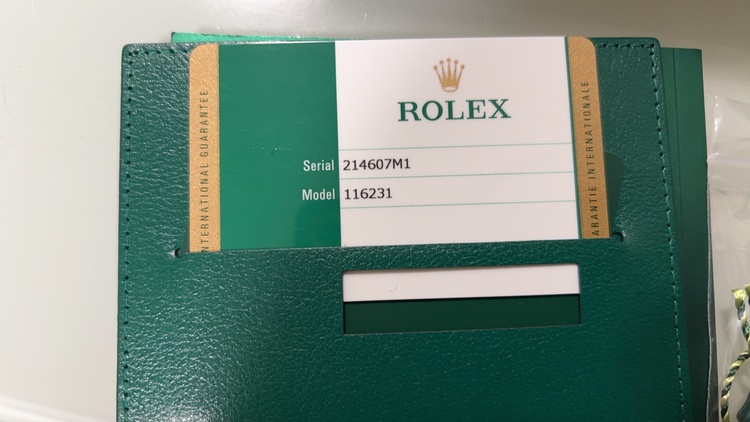 INTERNATIONAL GUARANTEE
ROLEX
Serial 214607M1
Model 116231
GARANTIE INTERNATIONALE